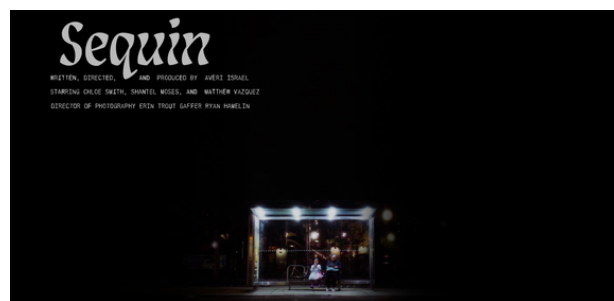 Sequin
WRITTEN, DIRECTED, AND PRODUCED BY AVERI ISRAEL
STARRING CHLOE SMITH, SHANTEL MOSES, AND MATTHEW VAZQUEZ
DIRECTOR OF PHOTOGRAPHY ERIN TROUT GAFFER RYAN HAMELIN